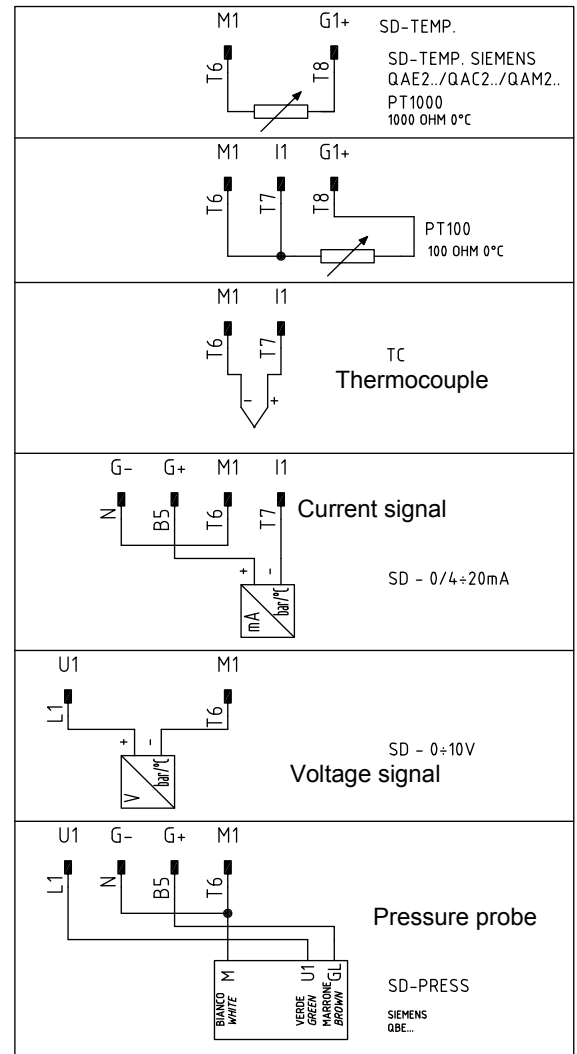 M1 G1+ SD-TEMP.
T6 T8
SD-TEMP. SIEMENS
QAE2../QAC2../QAM2..
PT1000
1000 OHM 0°C
M1 I1 G1+
T6 T7 T8
PT100
100 OHM 0°C
M1 I1
T6 T7
TC
Thermocouple
- +
G- G+ M1 I1
N B5 T6 T7
Current signal
+ -
mA bar/°C
SD - 0/4÷20mA
U1 M1
L1 T6
+ -
V bar/°C
SD - 0÷10V
Voltage signal
U1 G- G+ M1
L1 N B5 T6
Pressure probe
M U1 GL
BIANCO
WHITE
VERDE
GREEN
MARRONE
BROWN
SD-PRESS
SIEMENS
QBE...